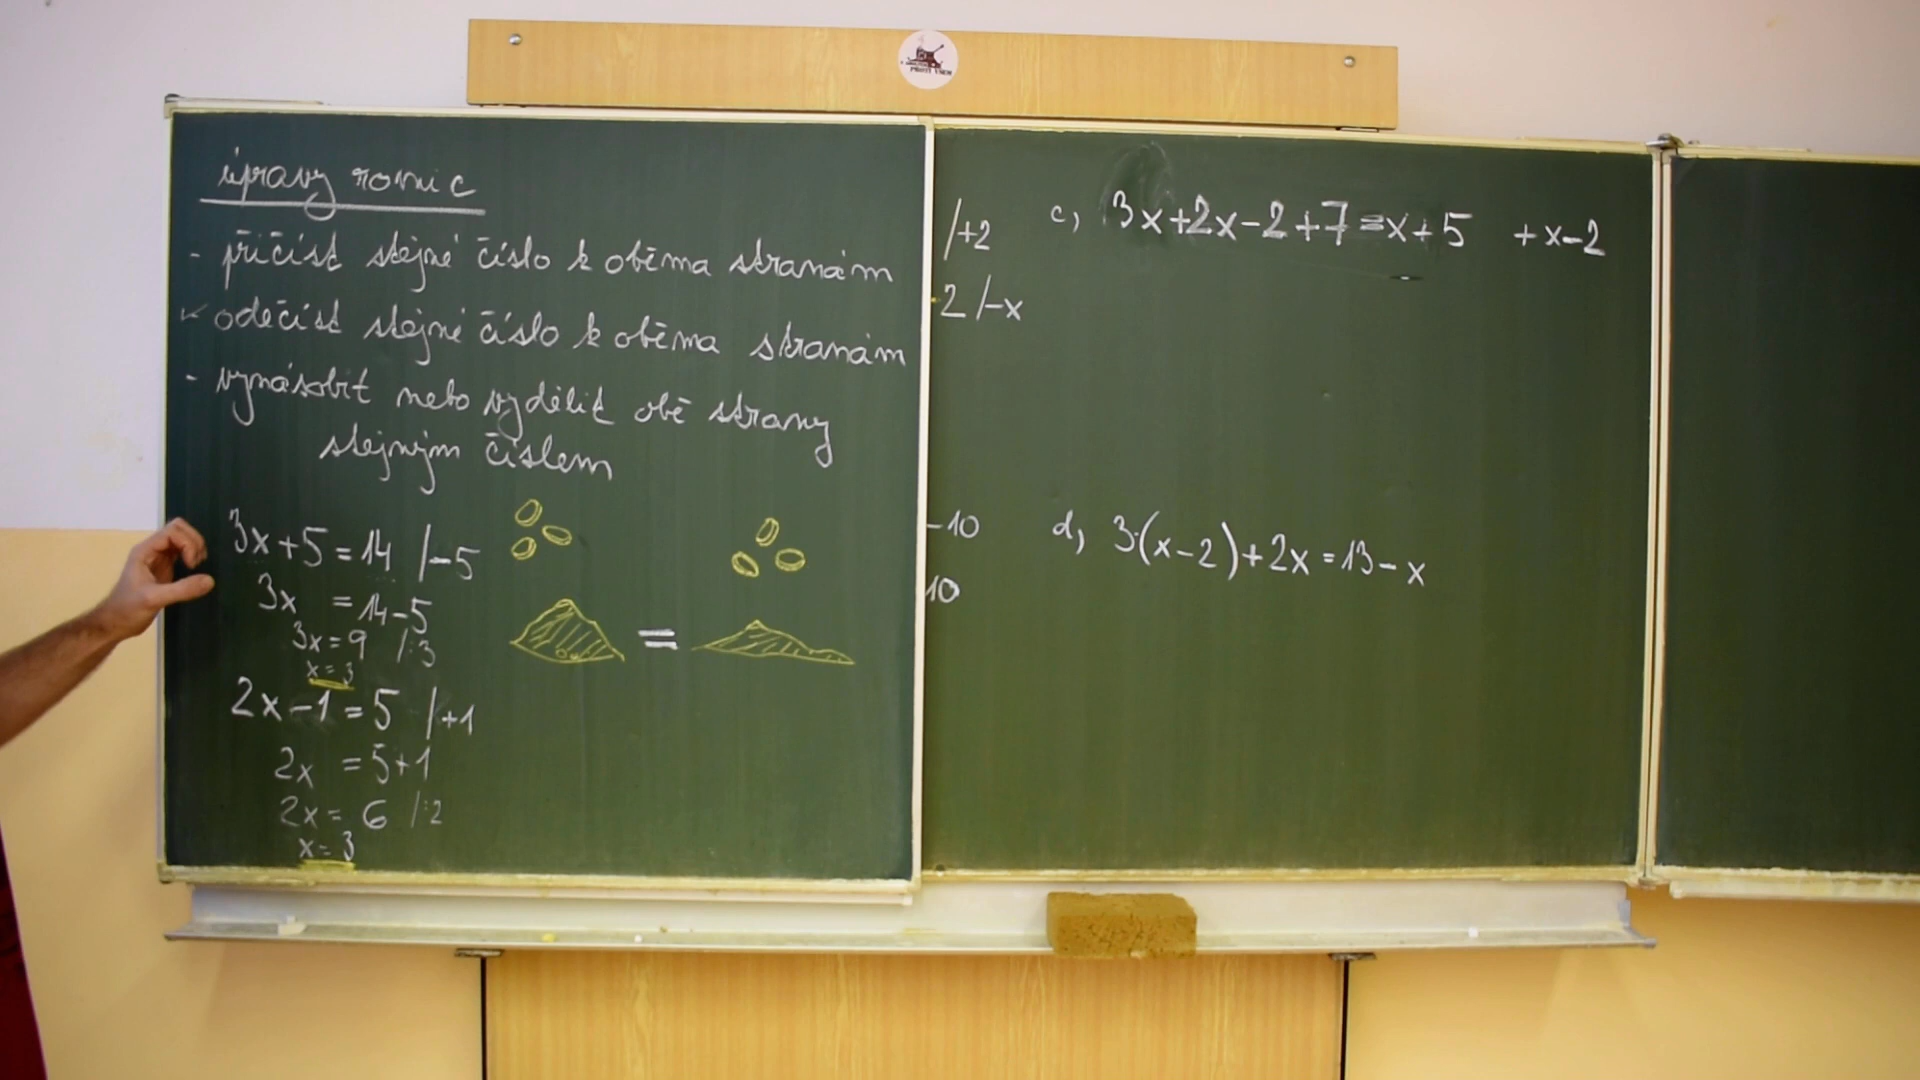 úpravy rovnic
- přičíst stejné číslo k oběma stranám
- odečíst stejné číslo k oběma stranám
- vynásobit nebo vydělit obě strany
stejným číslem
3x+5=14 /-5
3x =14-5
3x=9 /:3
x=3
2x-1=5 /+1
2x =5+1
2x=6 /:2
x=3
=
/+2
2 /-x
-10
10
c, 3x+2x-2+7=x+5 +x-2
d, 3·(x-2)+2x=13-x
PROTI VŠEM